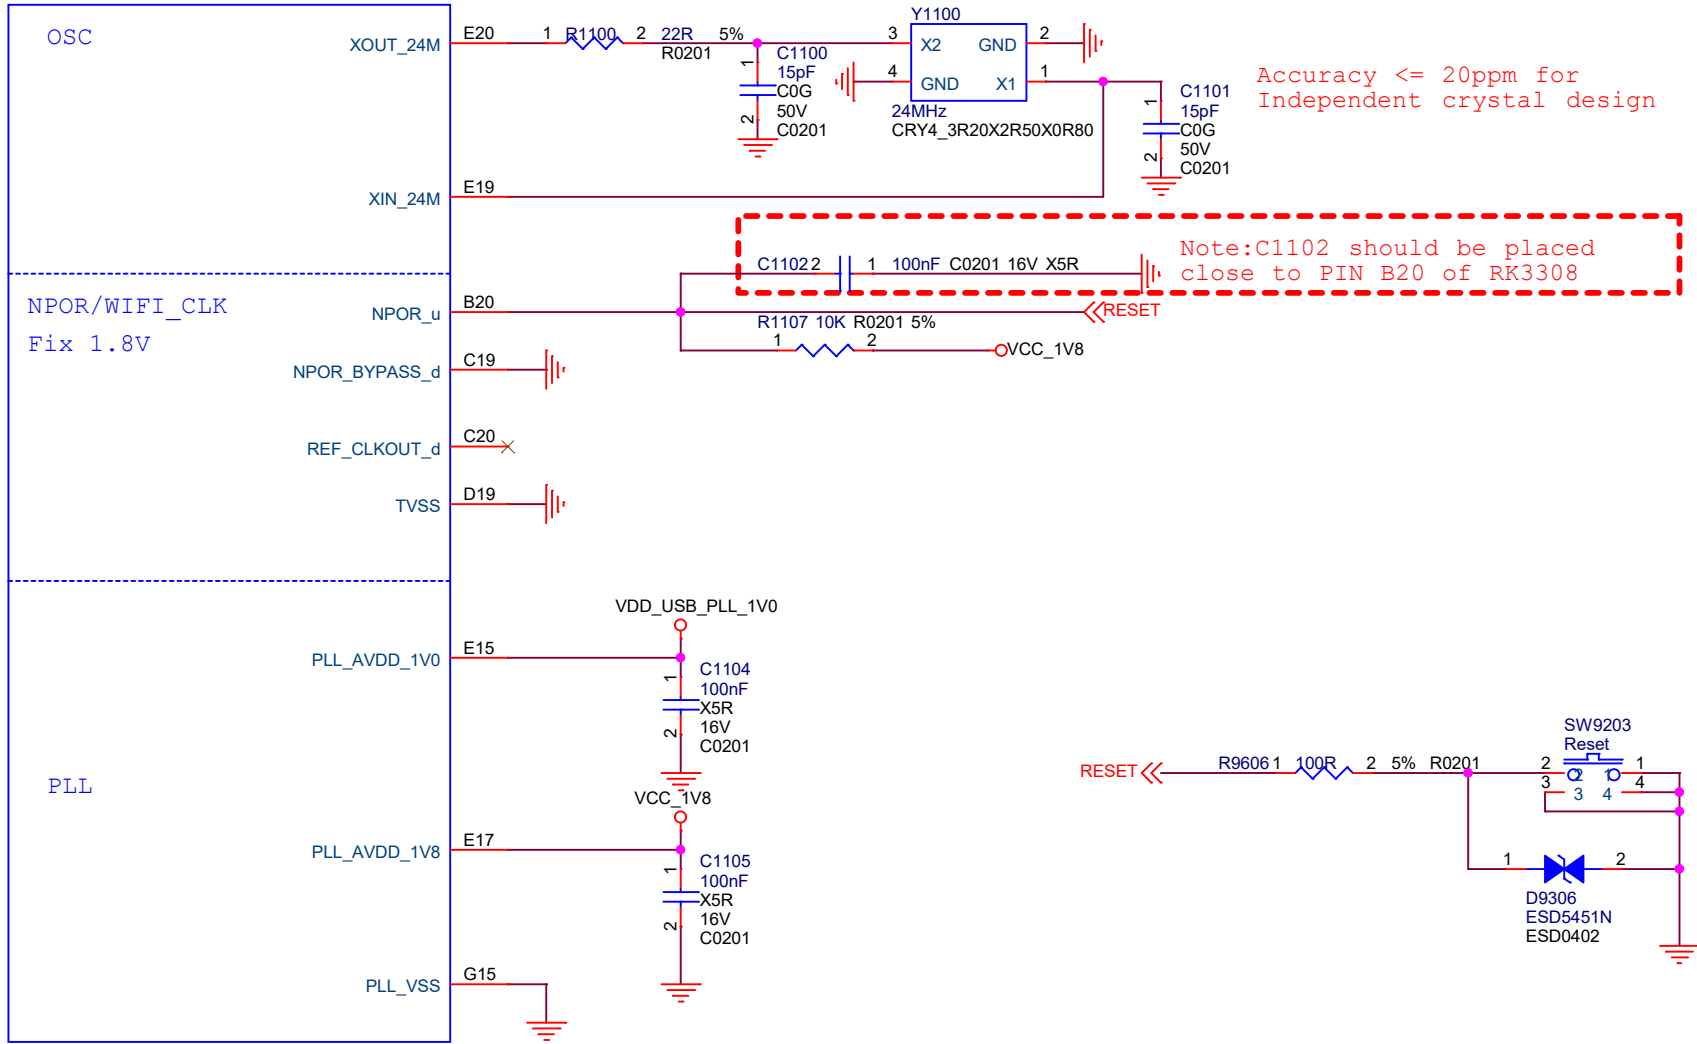 OSC
XOUT_24M
E20
1 R1100 2 22R 5%
R0201
C1100
15pF
C0G
50V
C0201
1
2
Y1100
3 X2 GND 2
4 GND X1 1
24MHz
CRY4_3R20X2R50X0R80
C1101
15pF
C0G
50V
C0201
1
2
Accuracy <= 20ppm for
Independent crystal design
XIN_24M
E19
NPOR/WIFI_CLK
Fix 1.8V
C1102 2 1 100nF C0201 16V X5R
Note:C1102 should be placed
close to PIN B20 of RK3308
NPOR_u
B20
RESET
R1107 10K R0201 5%
1 2
VCC_1V8
NPOR_BYPASS_d
C19
REF_CLKOUT_d
C20
TVSS
D19
PLL
VDD_USB_PLL_1V0
PLL_AVDD_1V0
E15
C1104
100nF
X5R
16V
C0201
1
2
VCC_1V8
PLL_AVDD_1V8
E17
C1105
100nF
X5R
16V
C0201
1
2
PLL_VSS
G15
RESET
R9606 1 100R 2 5% R0201
SW9203
Reset
2 2 1 1
3 3 4 4
1 2
D9306
ESD5451N
ESD0402